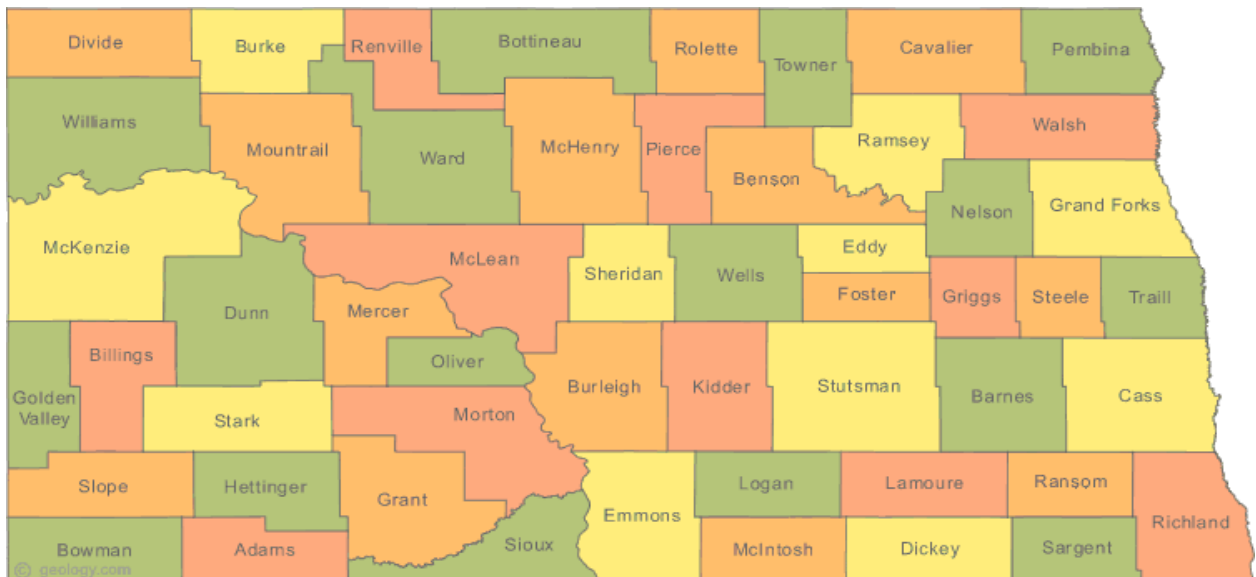 Divide
Burke
Renville
Bottineau
Rolette
Towner
Cavalier
Pembina
Williams
Mountrail
Ward
McHenry
Pierce
Benson
Ramsey
Walsh
Nelson
Grand Forks
McKenzie
Dunn
McLean
Sheridan
Wells
Eddy
Foster
Griggs
Steele
Traill
Mercer
Oliver
Golden
Valley
Billings
Stark
Morton
Burleigh
Kidder
Stutsman
Barnes
Cass
Slope
Hettinger
Grant
Emmons
Logan
Lamoure
Ransom
Richland
Bowman
Adams
Sioux
McIntosh
Dickey
Sargent
© geology.com